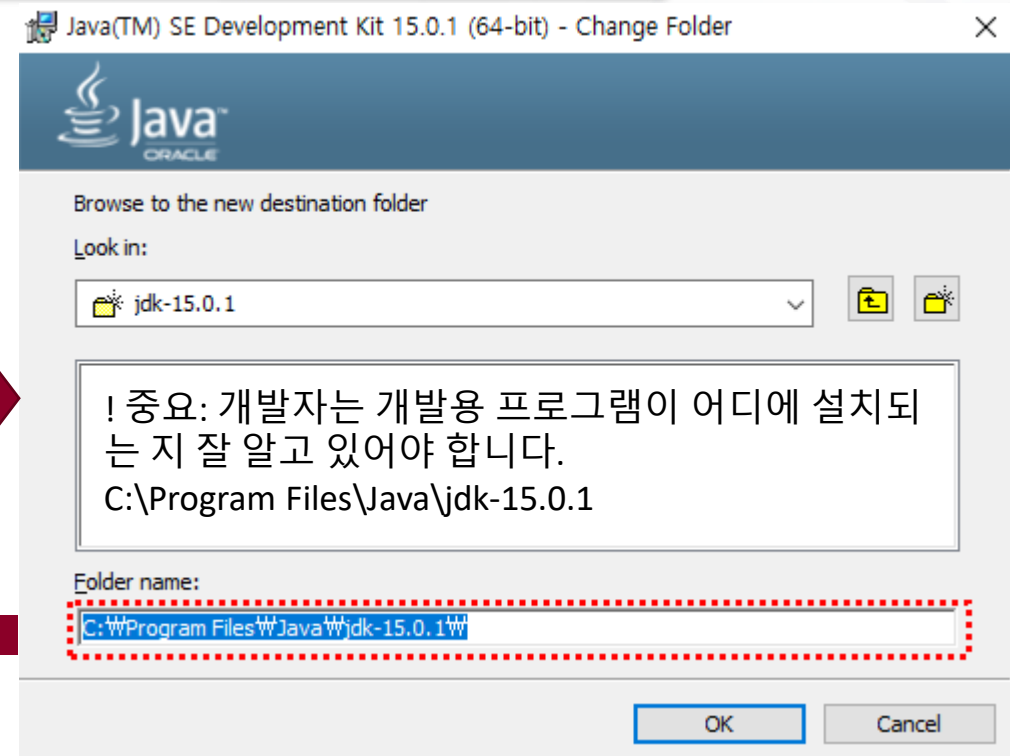 Java(TM) SE Development Kit 15.0.1 (64-bit) - Change Folder
Java™
ORACLE
Browse to the new destination folder
Look in:
jdk-15.0.1
! 중요: 개발자는 개발용 프로그램이 어디에 설치되
는 지 잘 알고 있어야 합니다.
C:\Program Files\Java\jdk-15.0.1
Folder name:
C:₩Program Files₩Java₩jdk-15.0.1₩
OK Cancel